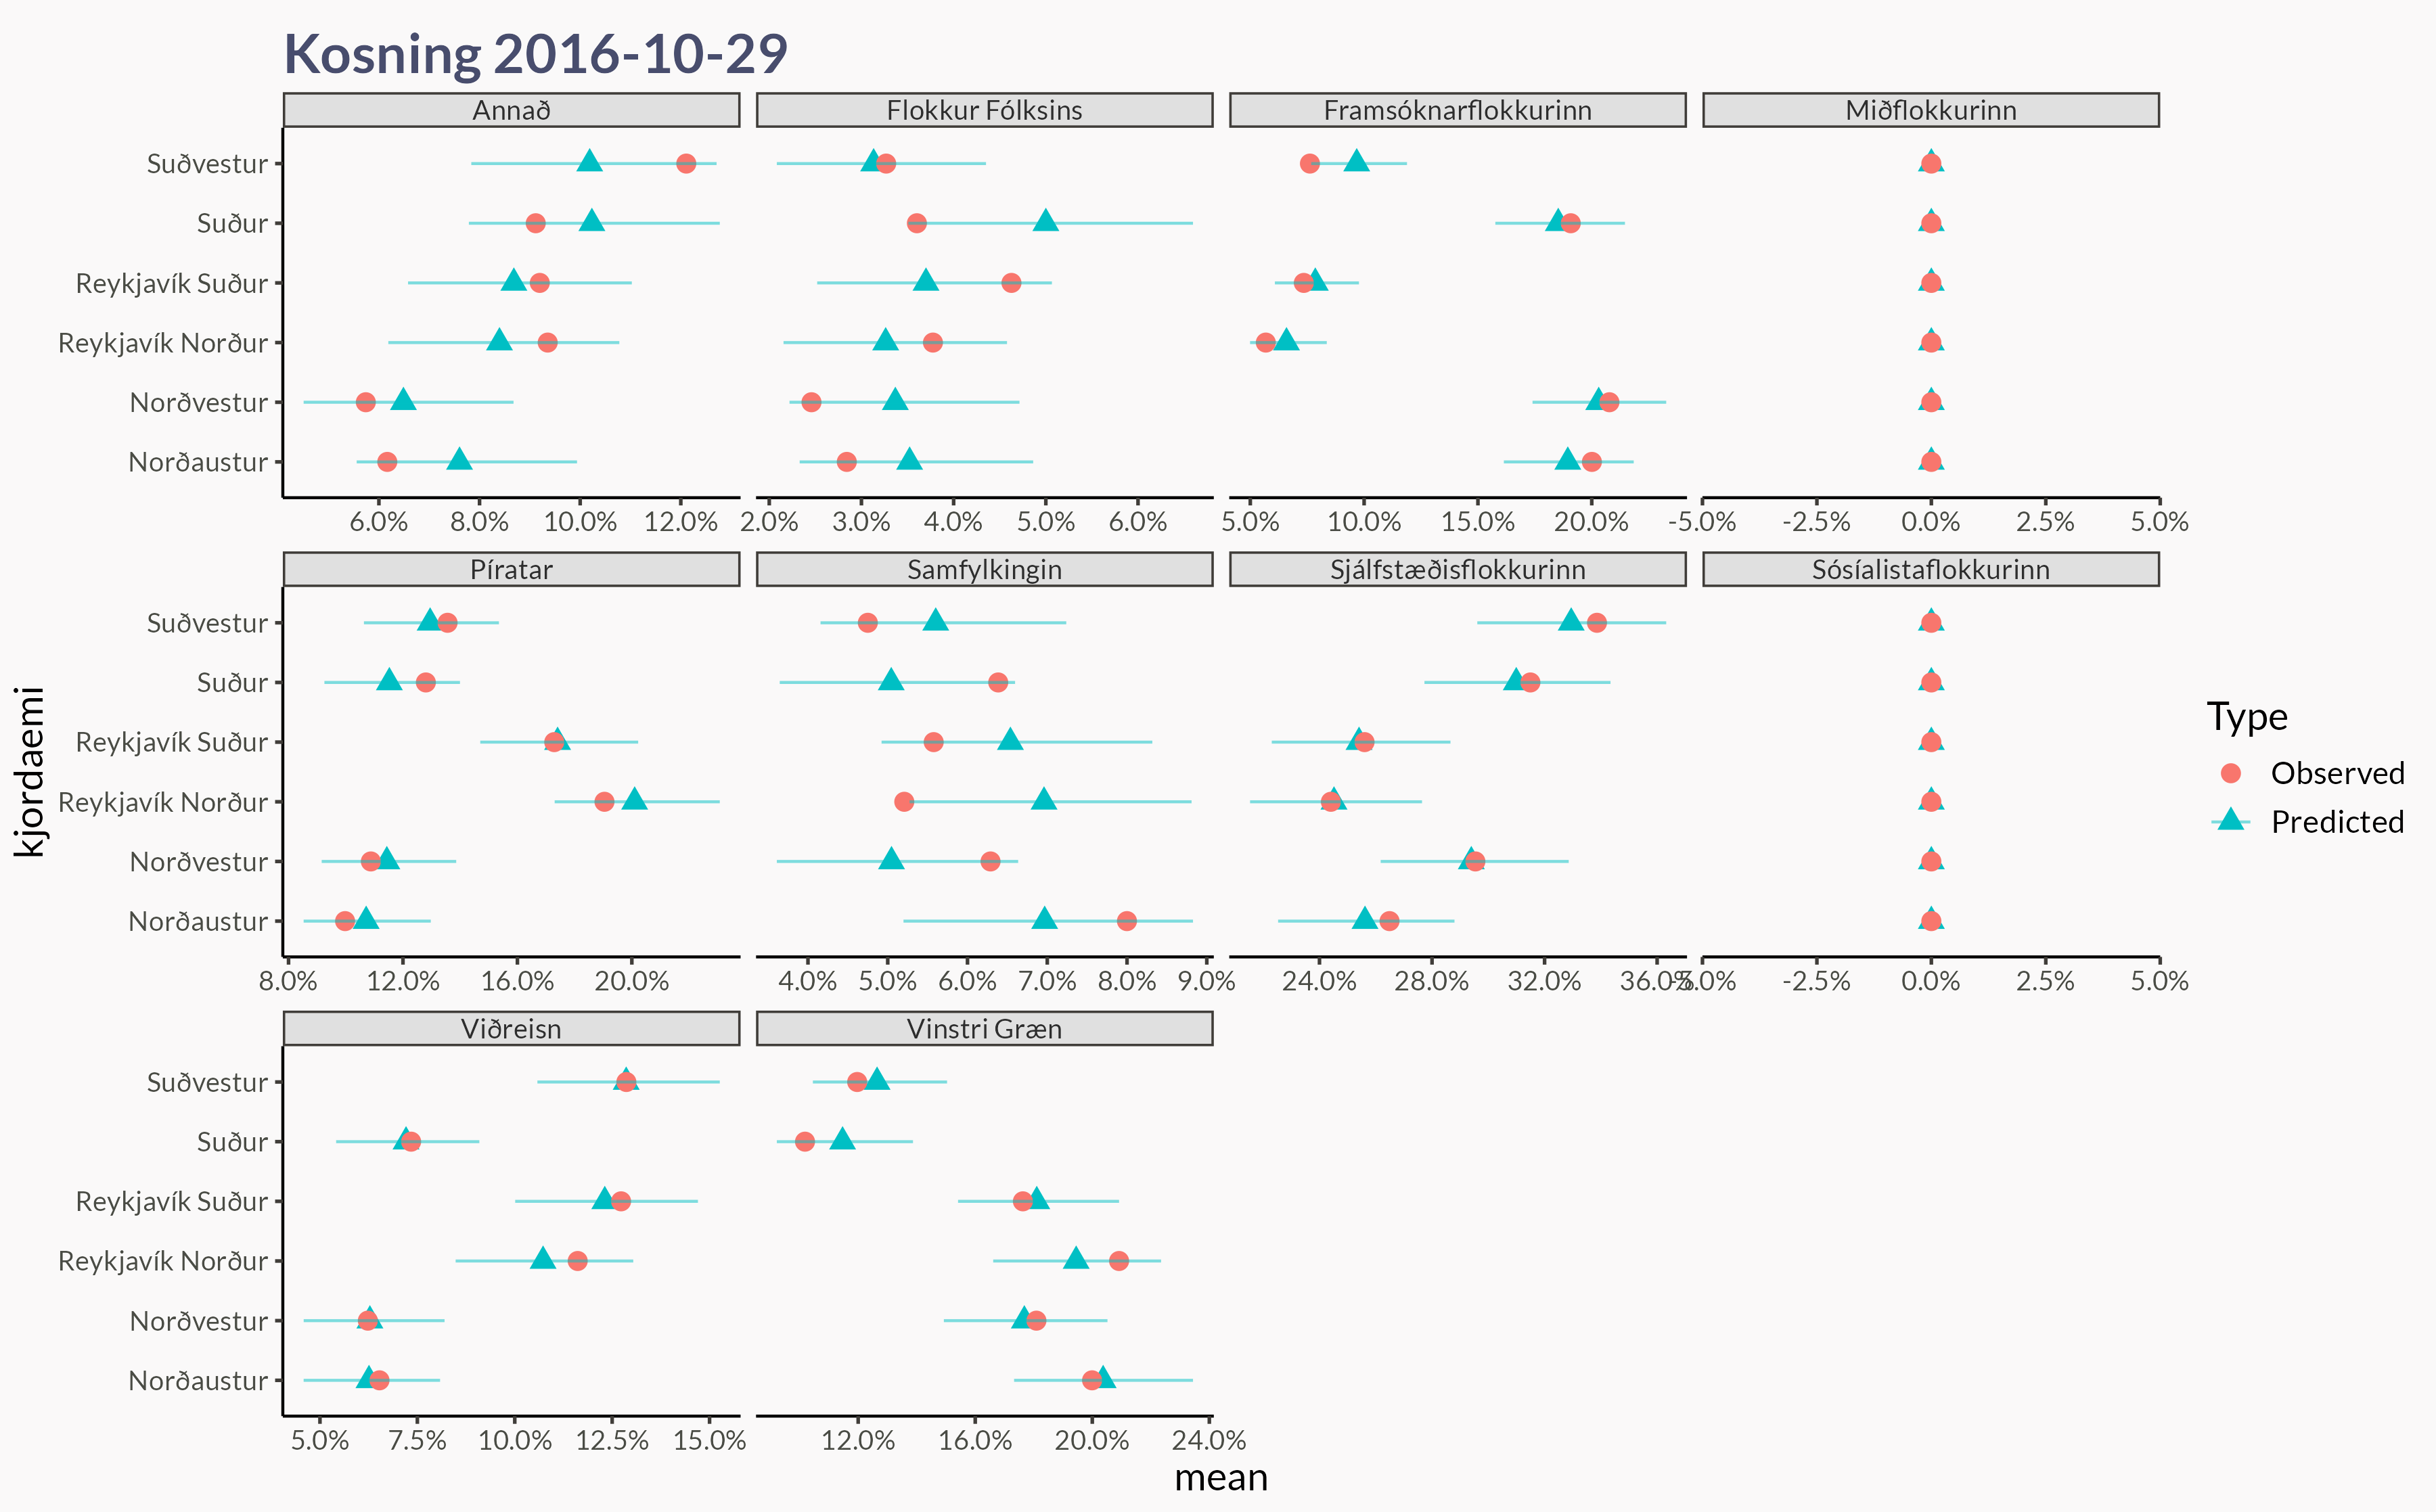 Kosning 2016-10-29
Annað Flokkur Fólksins Framsóknarflokkurinn Miðflokkurinn
Suðvestur
Suður
Reykjavík Suður
Reykjavík Norður
Norðvestur
Norðaustur
6.0% 8.0% 10.0% 12.0% 2.0% 3.0% 4.0% 5.0% 6.0% 5.0% 10.0% 15.0% 20.0% -5.0% -2.5% 0.0% 2.5% 5.0%
Píratar Samfylkingin Sjálfstæðisflokkurinn Sósíalistaflokkurinn
Suðvestur
Suður
Reykjavík Suður
Reykjavík Norður
Norðvestur
Norðaustur
8.0% 12.0% 16.0% 20.0% 4.0% 5.0% 6.0% 7.0% 8.0% 9.0% 24.0% 28.0% 32.0% 36.0% -5.0% -2.5% 0.0% 2.5% 5.0%
Viðreisn Vinstri Græn
Suðvestur
Suður
Reykjavík Suður
Reykjavík Norður
Norðvestur
Norðaustur
5.0% 7.5% 10.0% 12.5% 15.0% 12.0% 16.0% 20.0% 24.0%
mean
kjordaemi
Type
Observed
Predicted